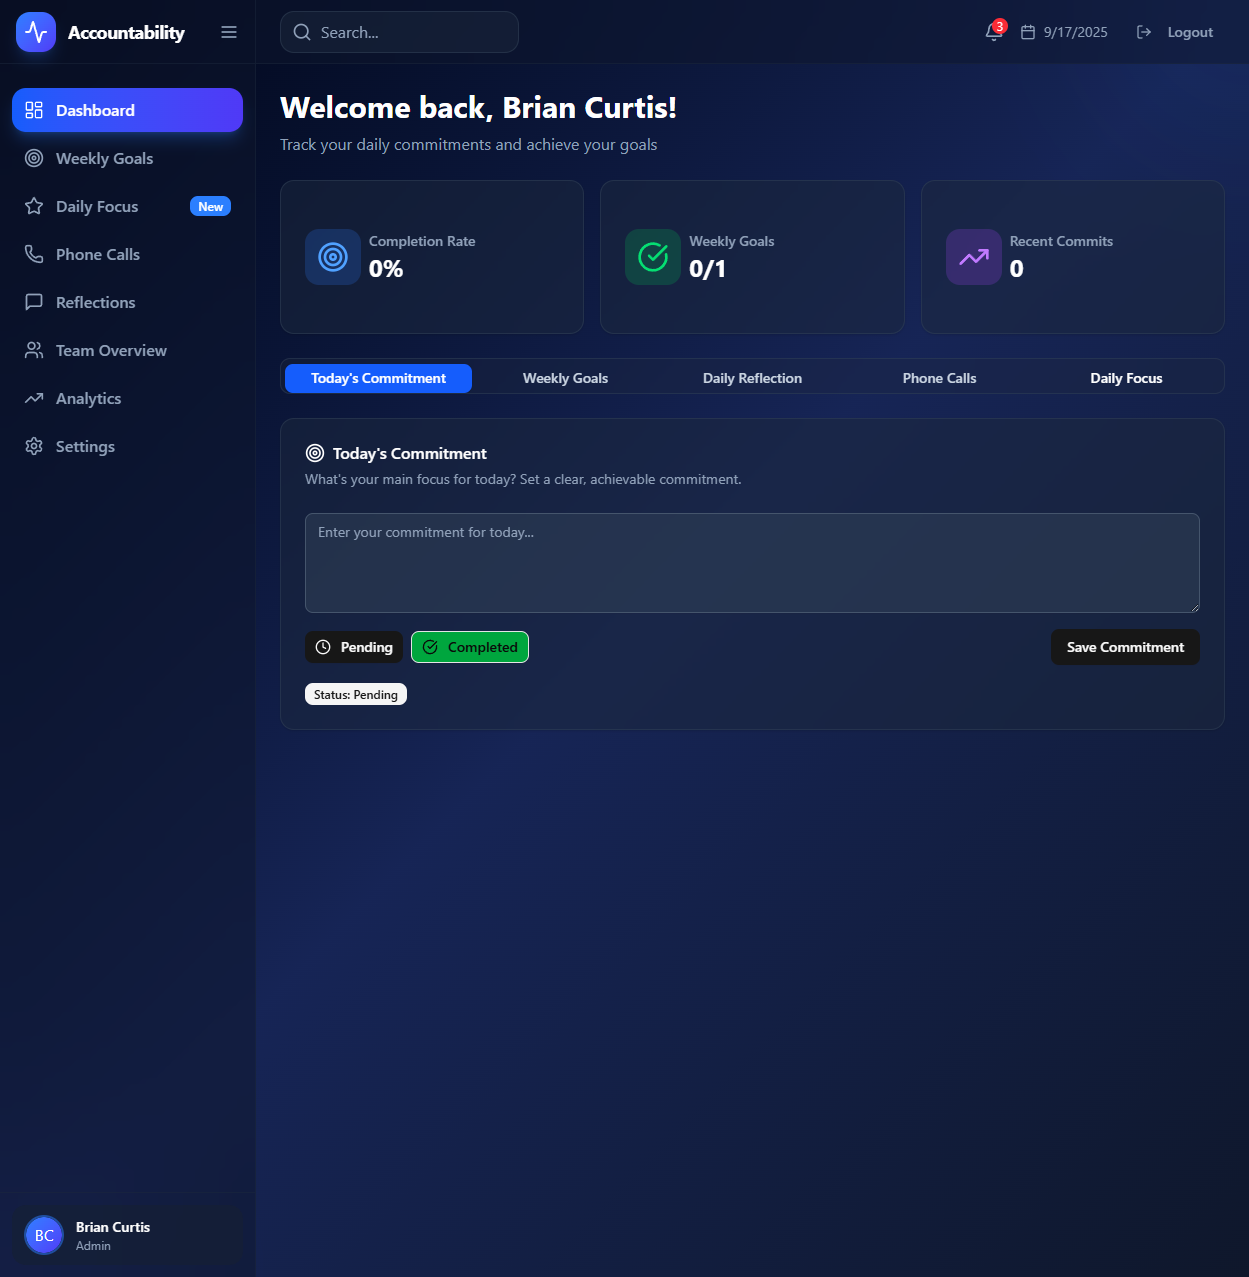 Accountability
Search...
3
9/17/2025
Logout
Dashboard
Weekly Goals
Daily Focus
New
Phone Calls
Reflections
Team Overview
Analytics
Settings
Welcome back, Brian Curtis!
Track your daily commitments and achieve your goals
Completion Rate
0%
Weekly Goals
0/1
Recent Commits
0
Today's Commitment
Weekly Goals
Daily Reflection
Phone Calls
Daily Focus
Today's Commitment
What's your main focus for today? Set a clear, achievable commitment.
Enter your commitment for today...
Pending
Completed
Save Commitment
Status: Pending
BC
Brian Curtis
Admin